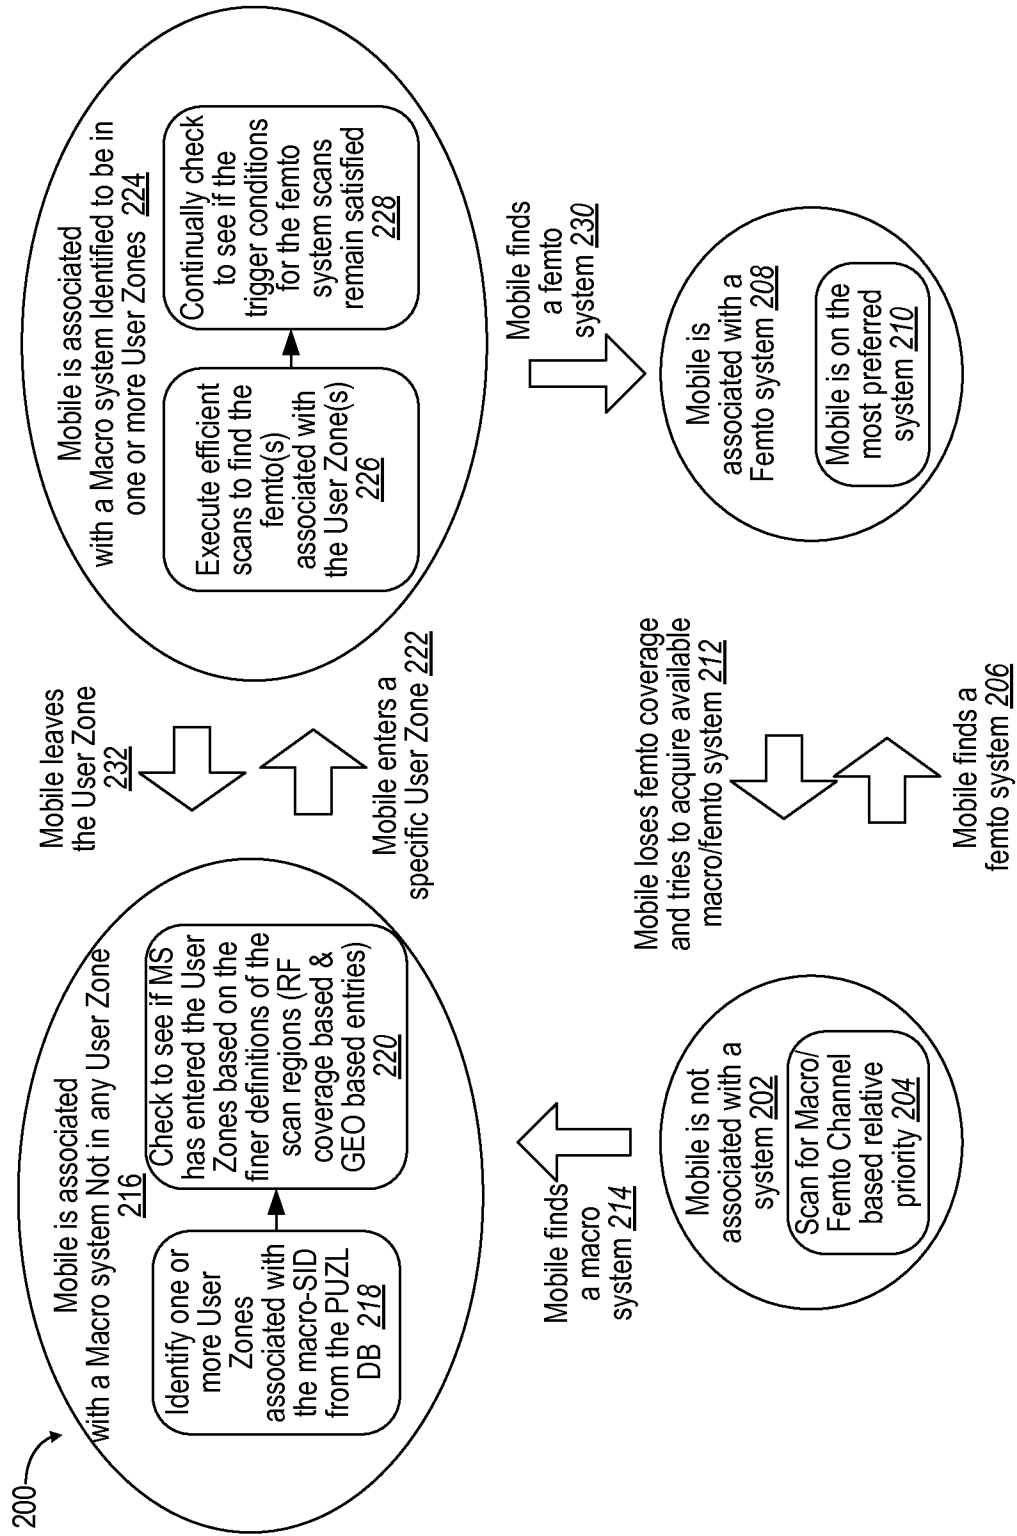 200
Mobile is associated
with a Macro system Not in any User Zone
216
Identify one or
more User
Zones
associated with
the macro-SID
from the PUZL
DB 218
Check to see if MS
has entered the User
Zones based on the
finer definitions of the
scan regions (RF
coverage based &
GEO based entries)
220
Mobile leaves
the User Zone
232
Mobile enters a
specific User Zone 222
Mobile is associated
with a Macro system Identified to be in
one or more User Zones 224
Execute efficient
scans to find the
femto(s)
associated with
the User Zone(s)
226
Continually check
to see if the
trigger conditions
for the femto
system scans
remain satisfied
228
Mobile finds
a macro
system 214
Mobile finds
a femto
system 230
Mobile is not
associated with a
system 202
Scan for Macro/
Femto Channel
based relative
priority 204
Mobile loses femto coverage
and tries to acquire available
macro/femto system 212
Mobile finds a
femto system 206
Mobile is
associated with a
Femto system 208
Mobile is on the
most preferred
system 210